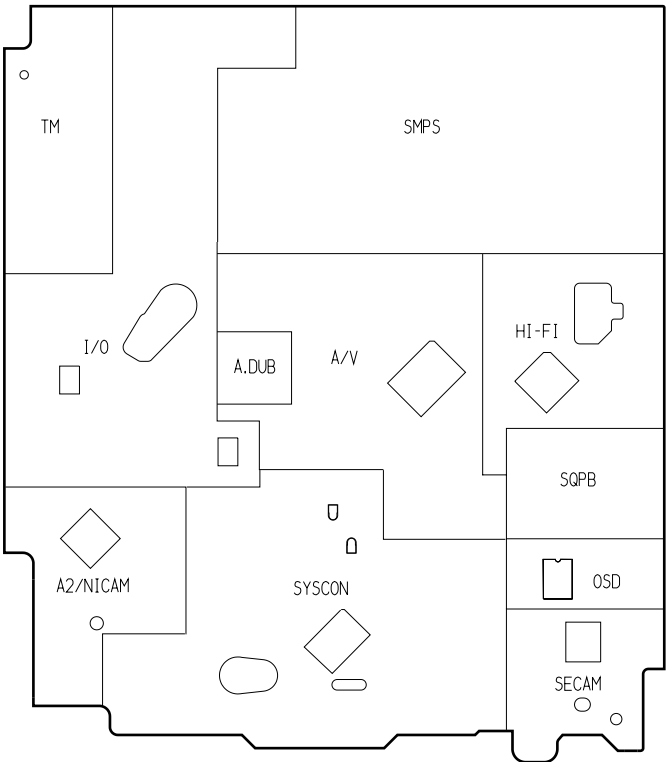 TM
SMPS
HI-FI
I/O
A/V
A.DUB
SQPB
OSD
A2/NICAM
SYSCON
SECAM